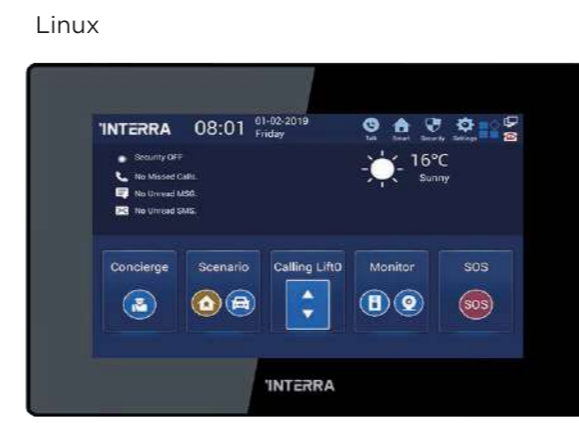 Linux
INTERRA 08:01 01-02-2019
Friday
Talk Smart Security Settings
Security OFF
No Missed Calls.
No Unread MSG.
No Unread SMS.
16°C
Sunny
Concierge Scenario Calling Lift0 Monitor SOS
SOS
INTERRA